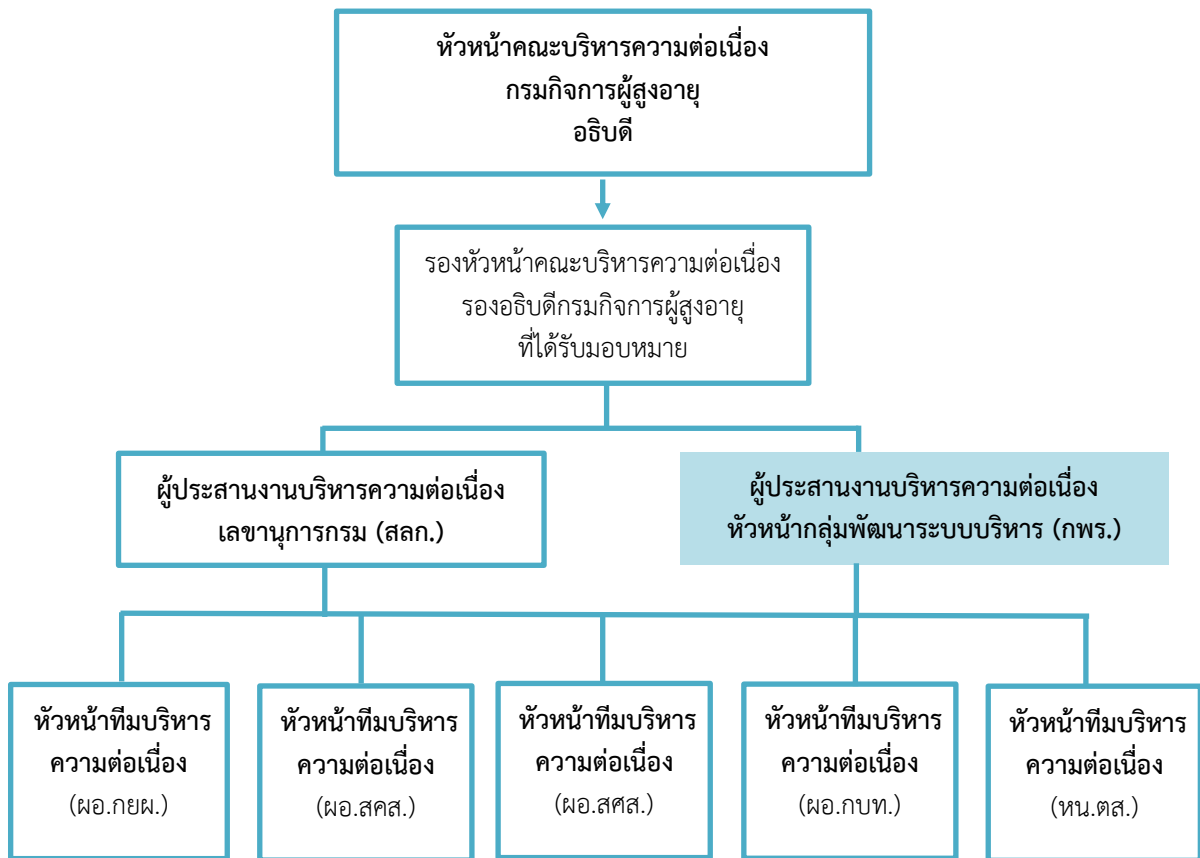 หัวหน้าคณะบริหารความต่อเนื่อง
กรมกิจการผู้สูงอายุ
อธิบดี
รองหัวหน้าคณะบริหารความต่อเนื่อง
รองอธิบดีกรมกิจการผู้สูงอายุ
ที่ได้รับมอบหมาย
ผู้ประสานงานบริหารความต่อเนื่อง
เลขานุการกรม (สลก.)
ผู้ประสานงานบริหารความต่อเนื่อง
หัวหน้ากลุ่มพัฒนาระบบบริหาร (กพร.)
หัวหน้าทีมบริหาร
ความต่อเนื่อง
(ผอ.กยผ.)
หัวหน้าทีมบริหาร
ความต่อเนื่อง
(ผอ.สคส.)
หัวหน้าทีมบริหาร
ความต่อเนื่อง
(ผอ.สศส.)
หัวหน้าทีมบริหาร
ความต่อเนื่อง
(ผอ.กบท.)
หัวหน้าทีมบริหาร
ความต่อเนื่อง
(หน.ตส.)